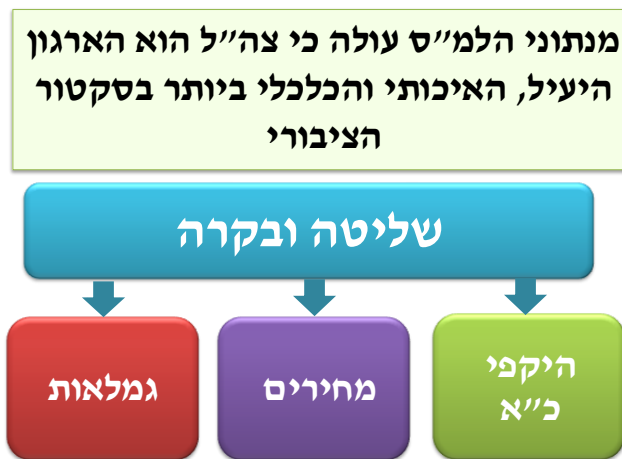 מנתוני הלמ״ס עולה כי צה״ל הוא הארגון
היעיל, האיכותי והכלכלי ביותר בסקטור
הציבורי
שליטה ובקרה
היקפי
כ״א
מחירים
גמלאות